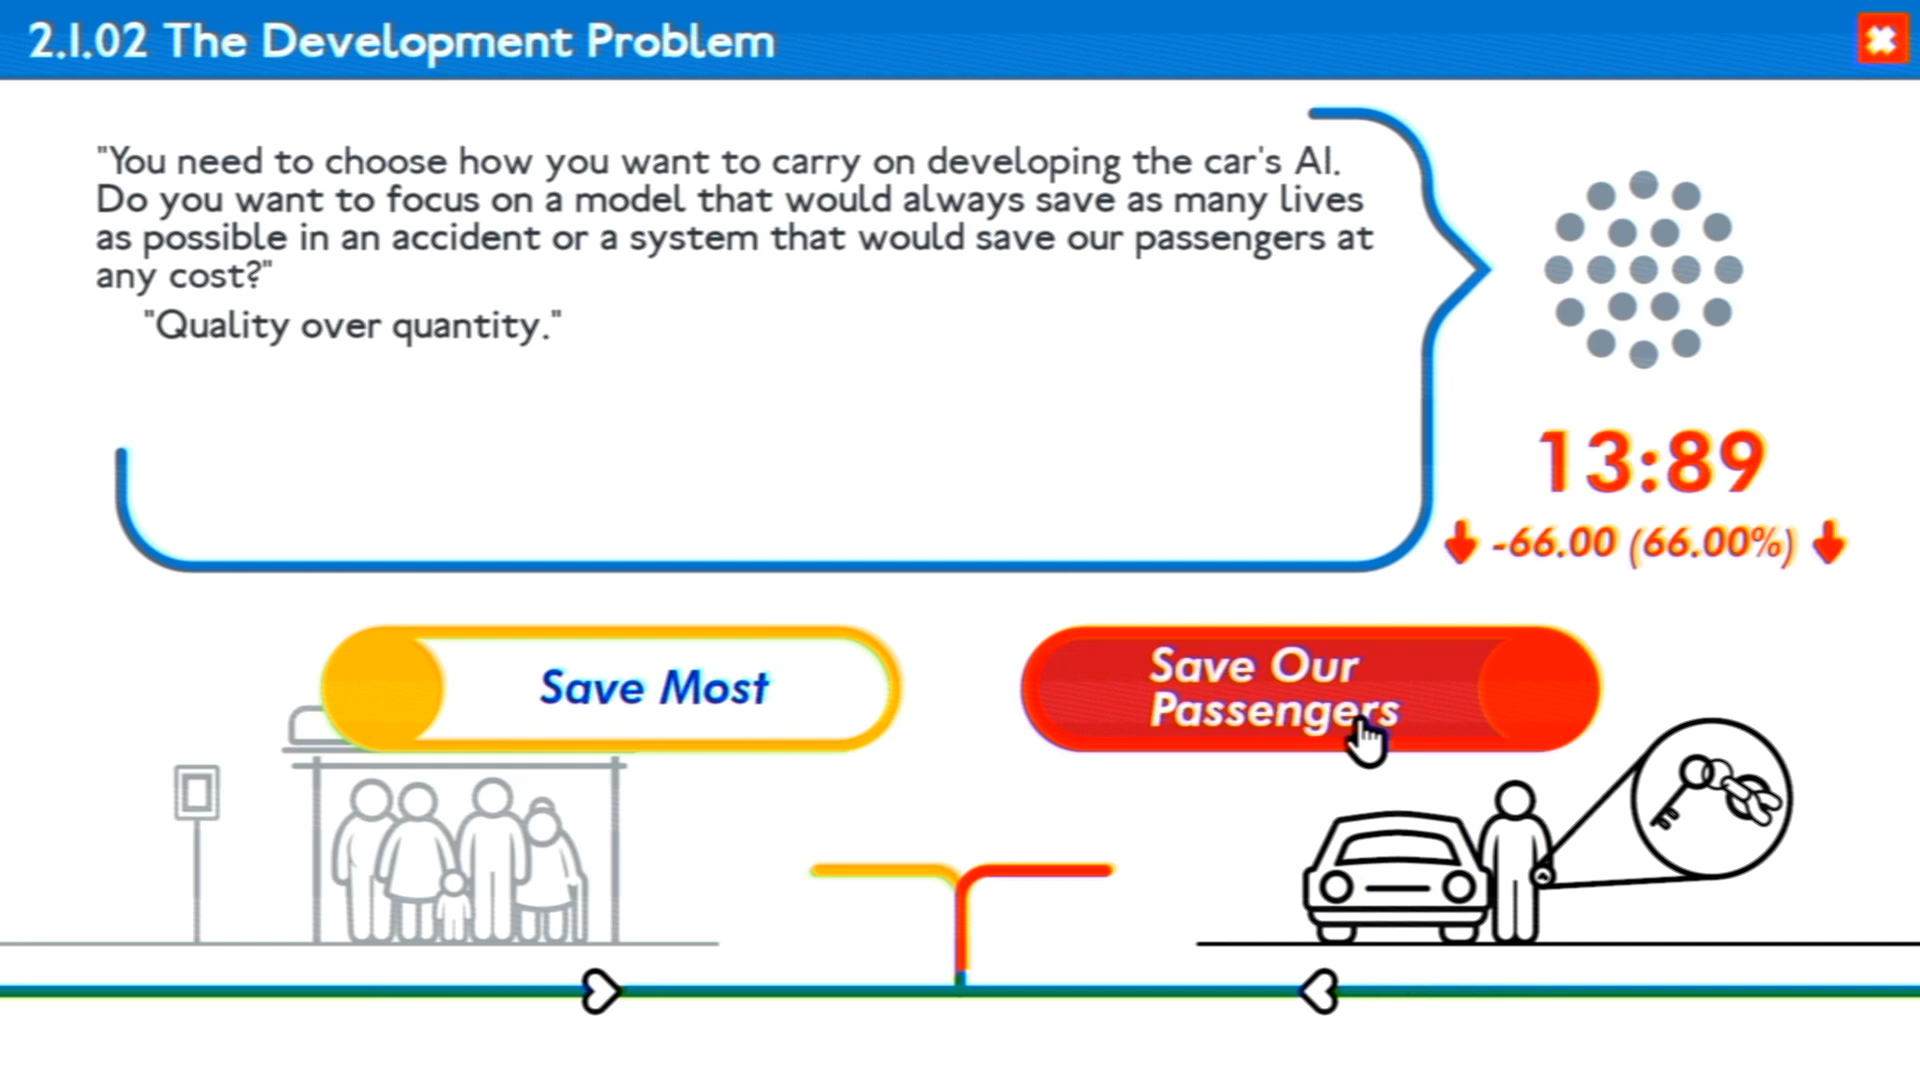 2.1.02 The Development Problem
"You need to choose how you want to carry on developing the car's AI.
Do you want to focus on a model that would always save as many lives
as possible in an accident or a system that would save our passengers at
any cost?"
"Quality over quantity."
13:89
-66.00 (66.00%)
Save Most
Save Our
Passengers